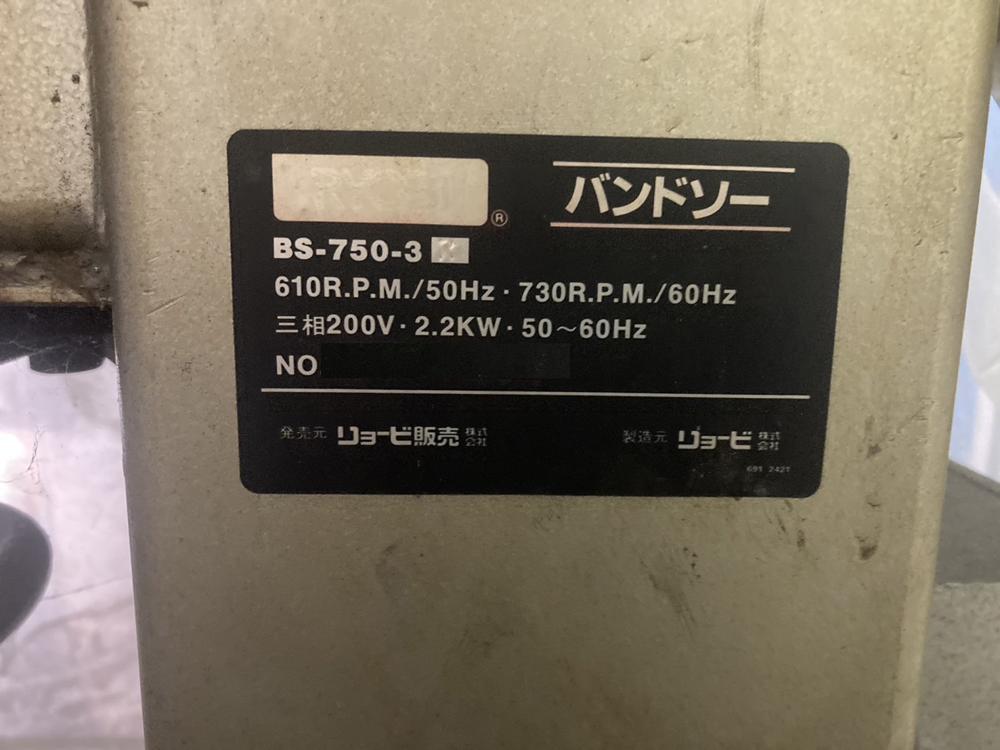 ®
バンドソー
BS-750-3
610R.P.M./50Hz・730R.P.M./60Hz
三相200V・2.2KW・50～60Hz
NO
発売元 リョービ販売株式会社
製造元 リョービ株式会社
691 2421